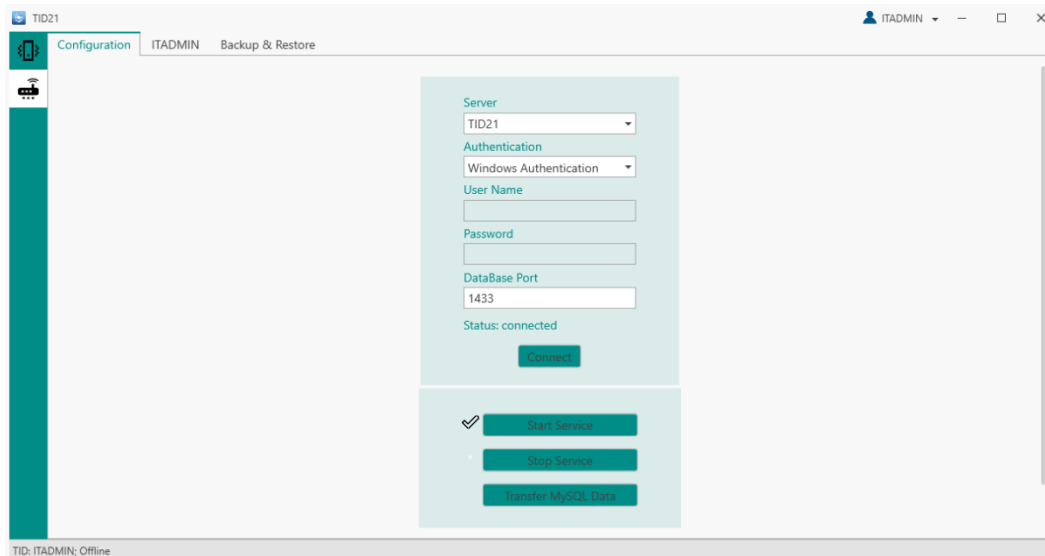 TID21
ITADMIN
Configuration ITADMIN Backup & Restore
Server
TID21
Authentication
Windows Authentication
User Name
Password
DataBase Port
1433
Status: connected
Connect
Start Service
Stop Service
Transfer MySQL Data
TID: ITADMIN; Offline